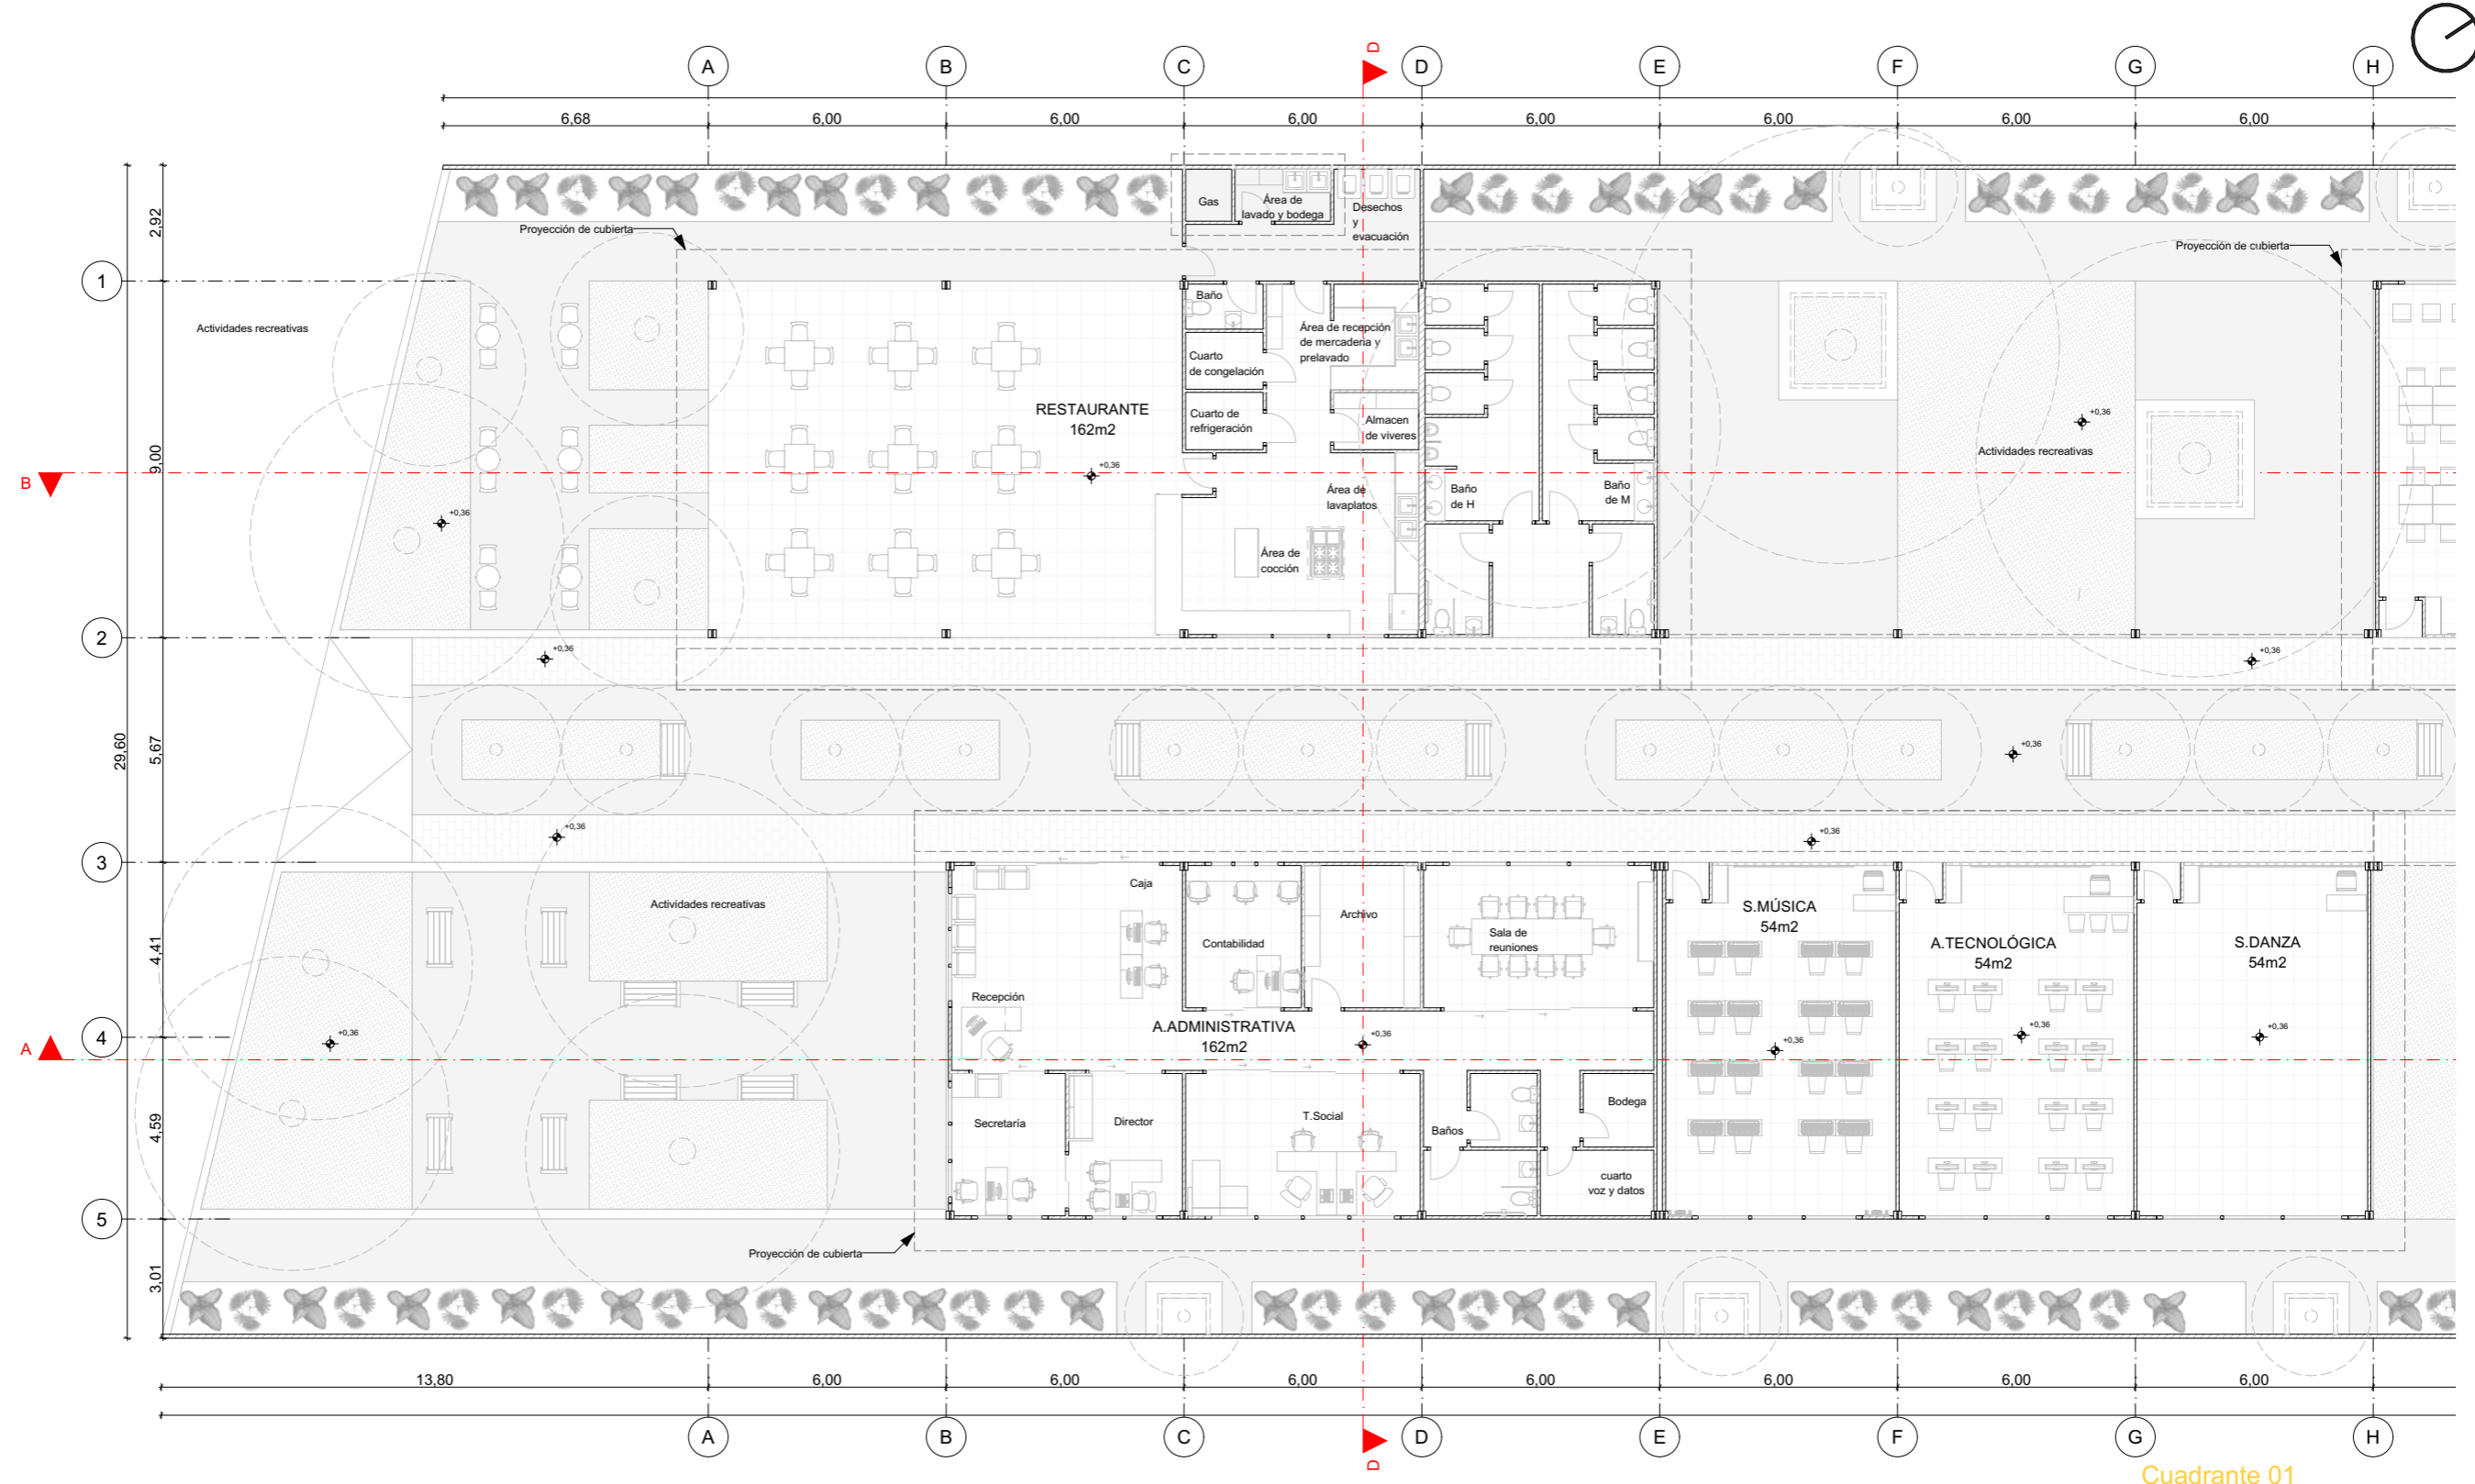 D
A B C D E F G H
6,68 6,00 6,00 6,00 6,00 6,00 6,00 6,00
Gas
Área de
lavado y bodega
Desechos
y
evacuación
Proyección de cubierta
Proyección de cubierta
2,92
1
Baño
Actividades recreativas
Área de recepción
de mercaderia y
prelavado
Cuarto
de congelación
RESTAURANTE
162m2
Cuarto de
refrigeración
Almacen
de viveres
+0,36
Actividades recreativas
9,00
B
+0,36
Área de
lavaplatos
Baño
de H
Baño
de M
+0,36
Área de
cocción
2
+0,36
+0,36
29,60
5,67
+0,36
+0,36
+0,36
3
Caja
Actividades recreativas
Archivo
Contabilidad
Sala de
reuniones
S.MÚSICA
54m2
A.TECNOLÓGICA
54m2
S.DANZA
54m2
4,41
Recepción
A.ADMINISTRATIVA
162m2
+0,36
+0,36
+0,36
+0,36
+0,36
4
A
Secretaría
Director
T.Social
Baños
Bodega
4,59
cuarto
voz y datos
5
Proyección de cubierta
3,01
13,80 6,00 6,00 6,00 6,00 6,00 6,00 6,00
A B C D E F G H
D
Cuadrante 01